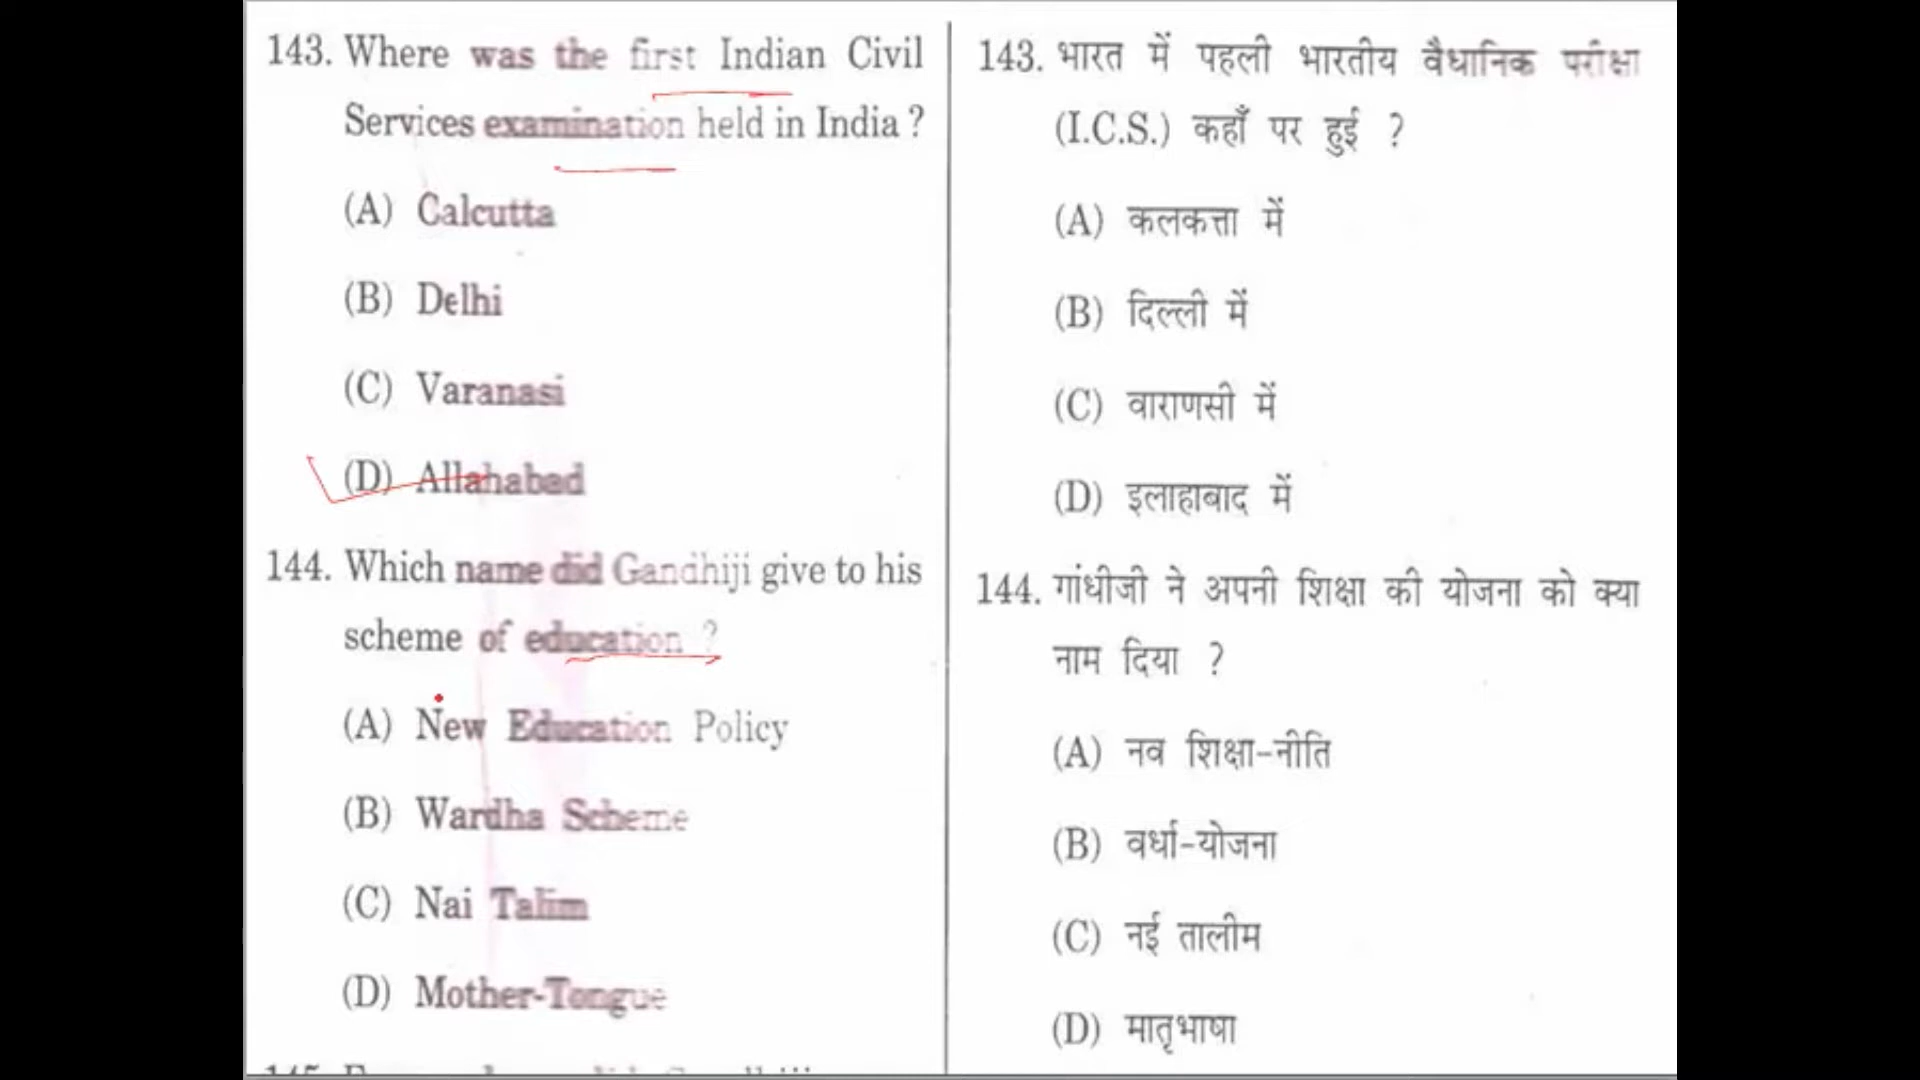 143. Where was the first Indian Civil
Services examination held in India ?
(A) Calcutta
(B) Delhi
(C) Varanasi
(D) Allahabad
144. Which name did Gandhiji give to his
scheme of education ?
(A) New Education Policy
(B) Wardha Scheme
(C) Nai Talim
(D) Mother-Tongue
143. भारत में पहली भारतीय वैधानिक परीक्षा
(I.C.S.) कहाँ पर हुई ?
(A) कलकत्ता में
(B) दिल्ली में
(C) वाराणसी में
(D) इलाहाबाद में
144. गांधीजी ने अपनी शिक्षा की योजना को क्या
नाम दिया ?
(A) नव शिक्षा-नीति
(B) वर्धा-योजना
(C) नई तालीम
(D) मातृभाषा